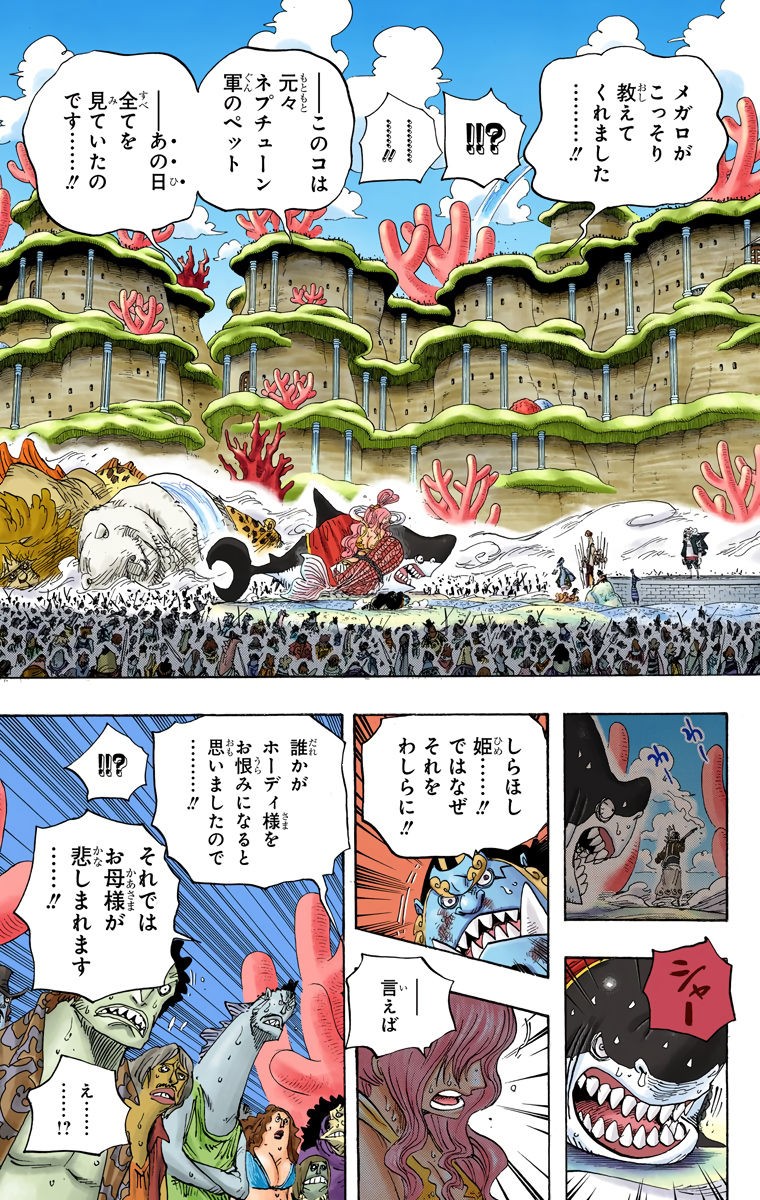 メガロが
こっそり
教えて
くれました
………!!
!!?
…………!!
――このコは
元々
ネプチューン
軍のペット
――あの日
全てを
見ていたの
です……!!
わー
わー
シャー
しらほし
姫……!!
ではなぜ
それを
わしらに!!
――
言えば
誰かが
ホーディ様を
お恨みになると
思いましたので
……!!
!!?
それでは
お母様が
悲しまれます
……!!
え……
……!?